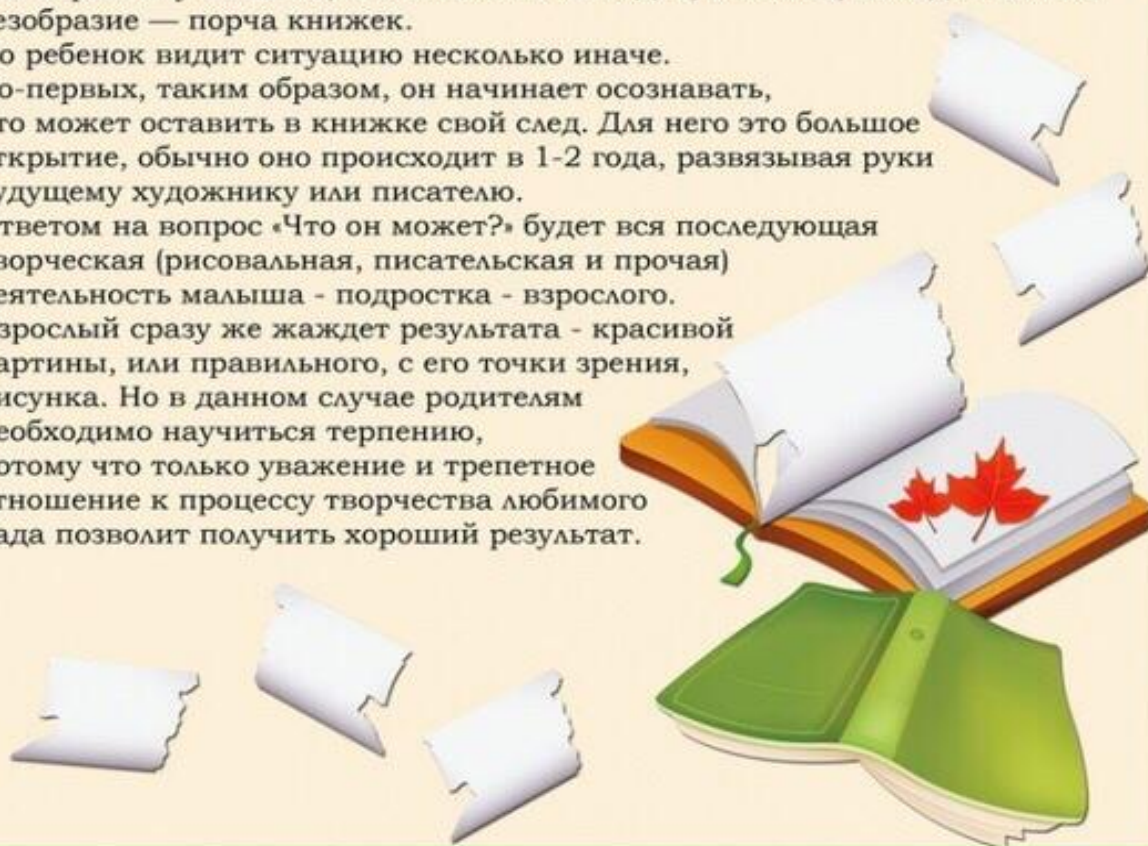 езобразие — порча книжек.
о ребенок видит ситуацию несколько иначе.
о-первых, таким образом, он начинает осознавать,
то может оставить в книжке свой след. Для него это большое
ткрытие, обычно оно происходит в 1-2 года, развязывая руки
удущему художнику или писателю.
тветом на вопрос «Что он может?» будет вся последующая
ворческая (рисовальная, писательская и прочая)
еятельность малыша - подростка - взрослого.
зрослый сразу же жаждет результата - красивой
артины, или правильного, с его точки зрения,
исунка. Но в данном случае родителям
еобходимо научиться терпению,
отому что только уважение и трепетное
тношение к процессу творчества любимого
ада позволит получить хороший результат.